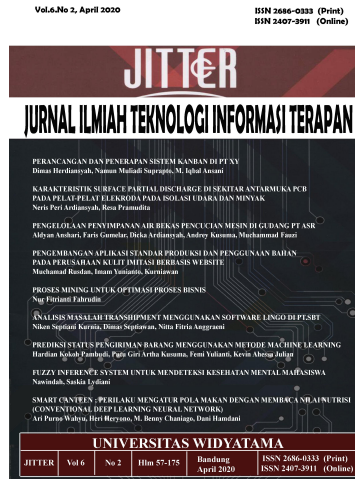 Vol.6.No 2, April 2020
ISSN 2686-0333 (Print)
ISSN 2407-3911 (Online)
JITTER
JURNAL ILMIAH TEKNOLOGI INFORMASI TERAPAN
PERANCANGAN DAN PENERAPAN SISTEM KANBAN DI PT XY
Dimas Herdiansyah, Namun Muliadi Suprapto, M. Iqbal Ansani
KARAKTERISTIK SURFACE PARTIAL DISCHARGE DI SEKITAR ANTARMUKA PCB
PADA PELAT-PELAT ELEKRODA PADA ISOLASI UDARA DAN MINYAK
Neris Peri Ardiansyah, Resa Pramudita
PENGELOLAAN PENYIMPANAN AIR BEKAS PENCUCIAN MESIN DI GUDANG PT ASR
Aldyan Anshari, Faris Gumelar, Dicka Ardiansyah, Andrey Kusuma, Muchammad Fauzi
PENGEMBANGAN APLIKASI STANDAR PRODUKSI DAN PENGGUNAAN BAHAN
PADA PERUSAHAAN KULIT IMITASI BERBASIS WEBSITE
Muchamad Rusdan, Imam Yunianto, Kurniawan
PROSES MINING UNTUK OPTIMASI PROSES BISNIS
Nur Fitrianti Fahrudin
ANALISIS MASALAH TRANSHIPMENT MENGGUNAKAN SOFTWARE LINGO DI PT.SBT
Niken Septiani Kurnia, Dimas Septiawan, Nitta Fitria Anggraeni
PREDIKSI STATUS PENGIRIMAN BARANG MENGGUNAKAN METODE MACHINE LEARNING
Hardian Kokoh Pambudi, Putu Giri Artha Kusuma, Femi Yulianti, Kevin Ahessa Julian
FUZZY INFERENCE SYSTEM UNTUK MENDETEKSI KESEHATAN MENTAL MAHASISWA
Nawindah, Saskia Lydiani
SMART CANTEEN : PERILAKU MENGATUR POLA MAKAN DENGAN MEMBACA NILAI NUTRISI
(CONVENTIONAL DEEP LEARNING NEURAL NETWORK)
Ari Purno Wahyu, Heri Heryono, M. Benny Chaniago, Dani Hamdani
UNIVERSITAS WIDYATAMA
JITTER Vol 6 No 2 Hlm 57-175 Bandung April 2020 ISSN 2686-0333 (Print) ISSN 2407-3911 (Online)